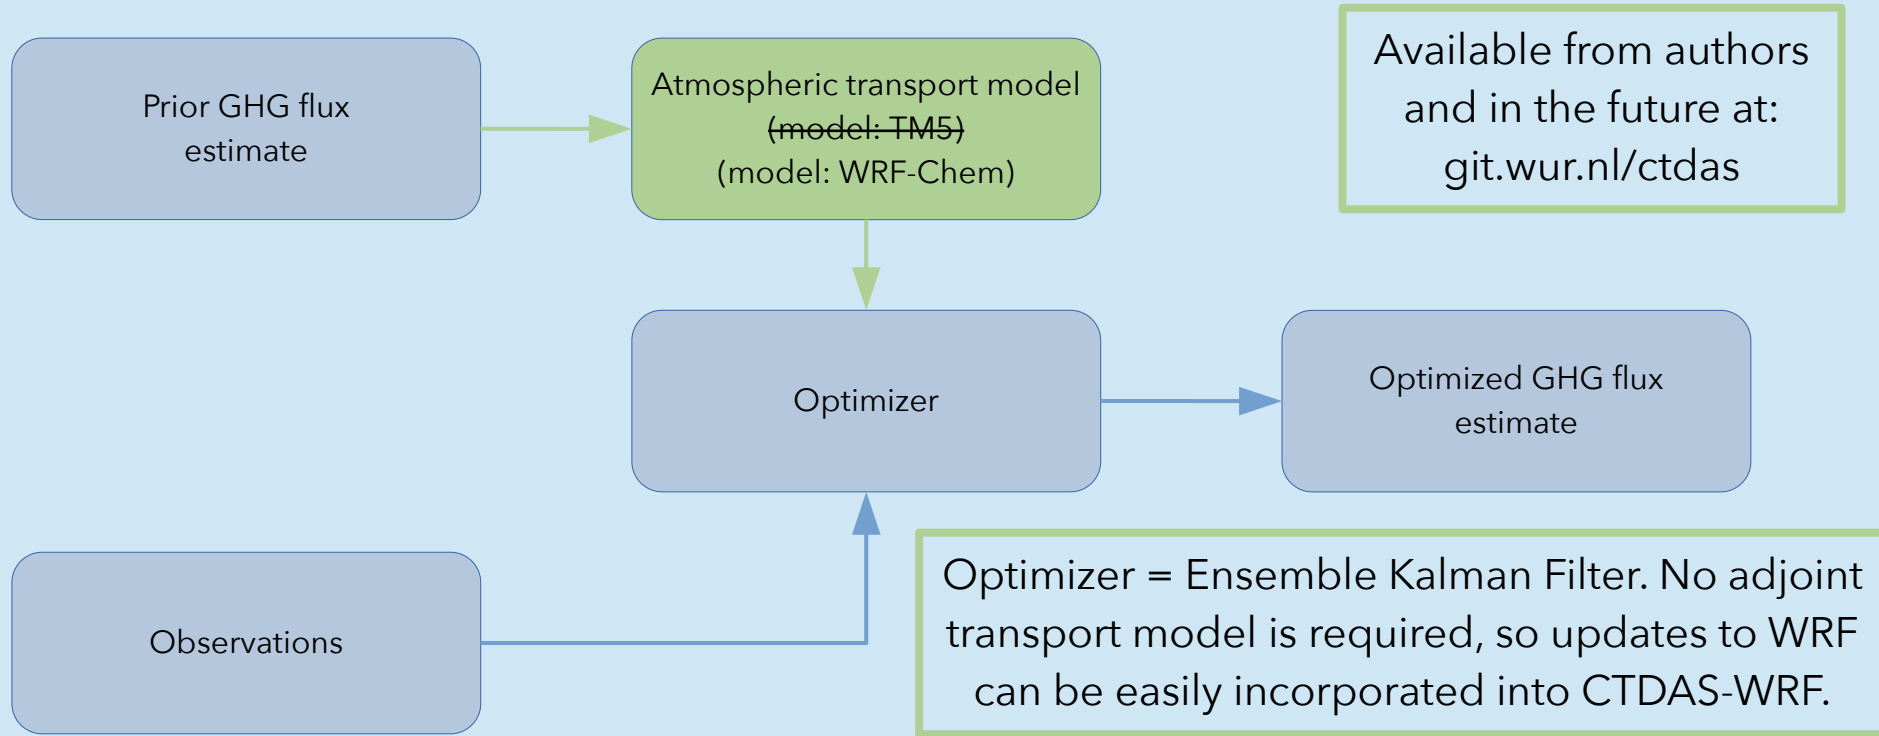 Prior GHG flux
estimate
Atmospheric transport model
(model: TM5)
(model: WRF-Chem)
Available from authors
and in the future at:
git.wur.nl/ctdas
Optimizer
Optimized GHG flux
estimate
Observations
Optimizer = Ensemble Kalman Filter. No adjoint
transport model is required, so updates to WRF
can be easily incorporated into CTDAS-WRF.